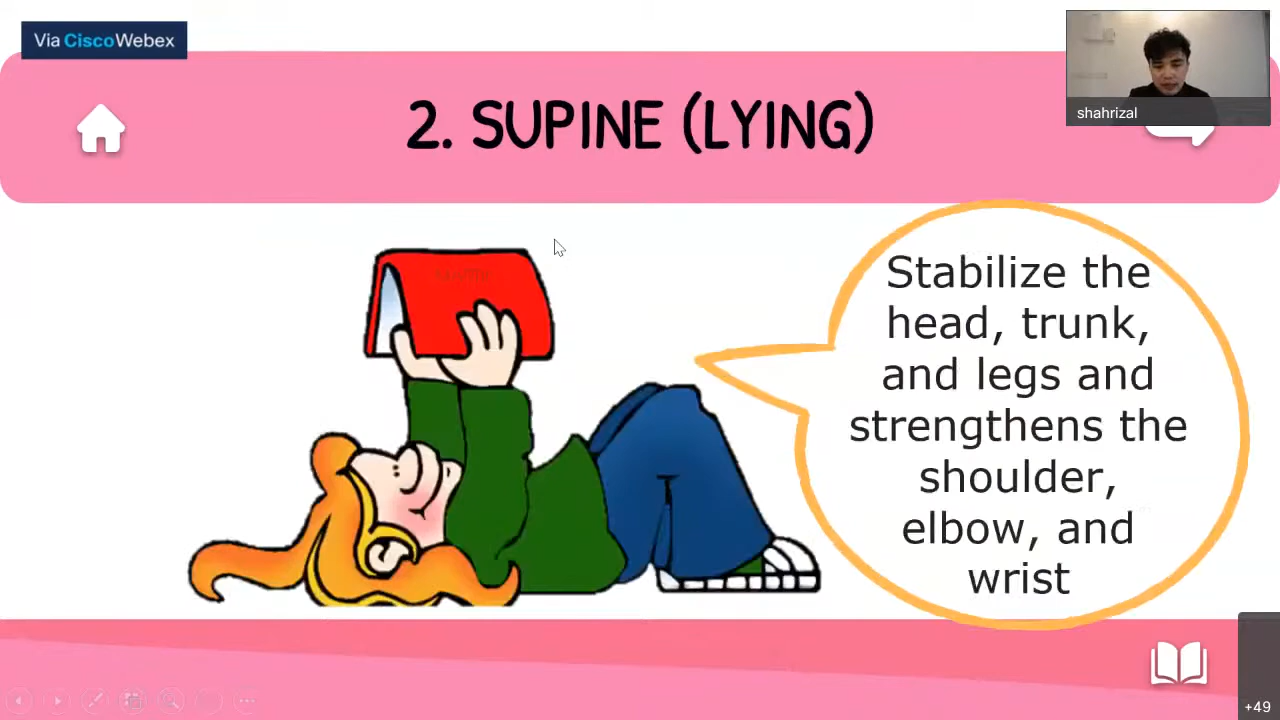 Via CiscoWebex
2. SUPINE (LYING)
shahrizal
Stabilize the
head, trunk,
and legs and
strengthens the
shoulder,
elbow, and
wrist
+49